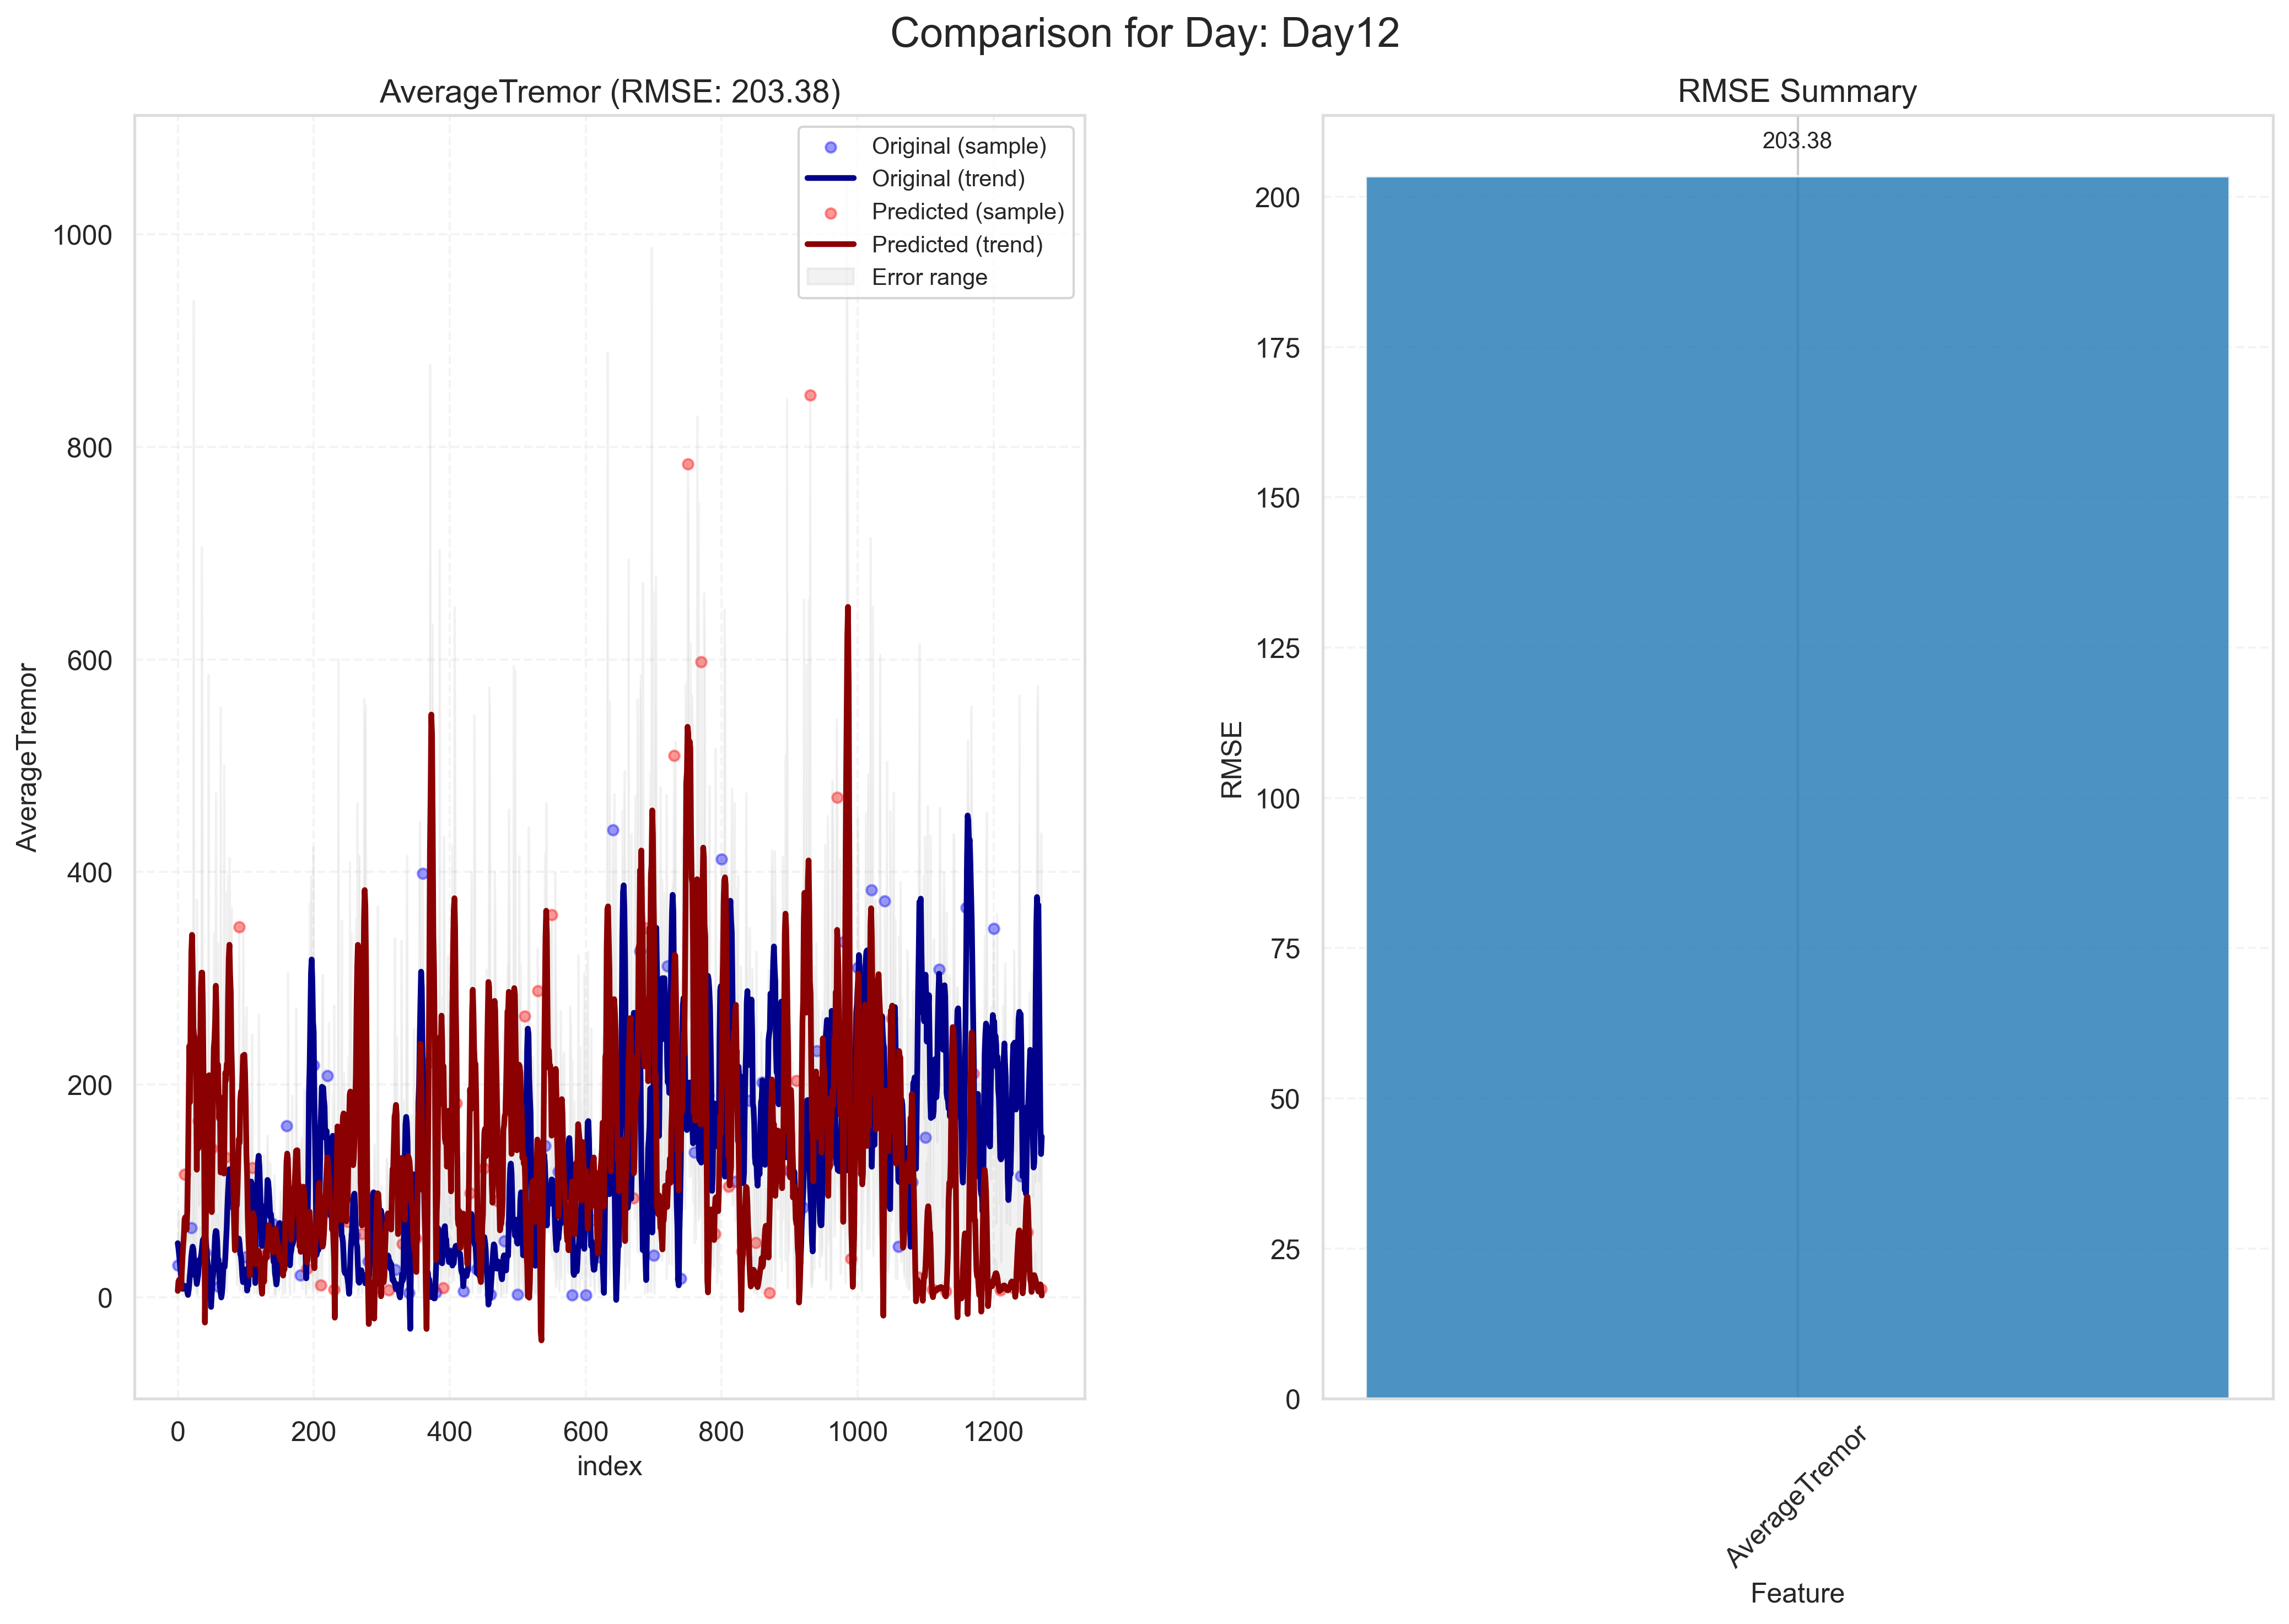 Comparison for Day: Day12
AverageTremor (RMSE: 203.38)
Original (sample)
Original (trend)
Predicted (sample)
Predicted (trend)
Error range
1000
800
600
400
200
0
AverageTremor
0 200 400 600 800 1000 1200
index
RMSE Summary
203.38
200
175
150
125
100
75
50
25
0
RMSE
AverageTremor
Feature